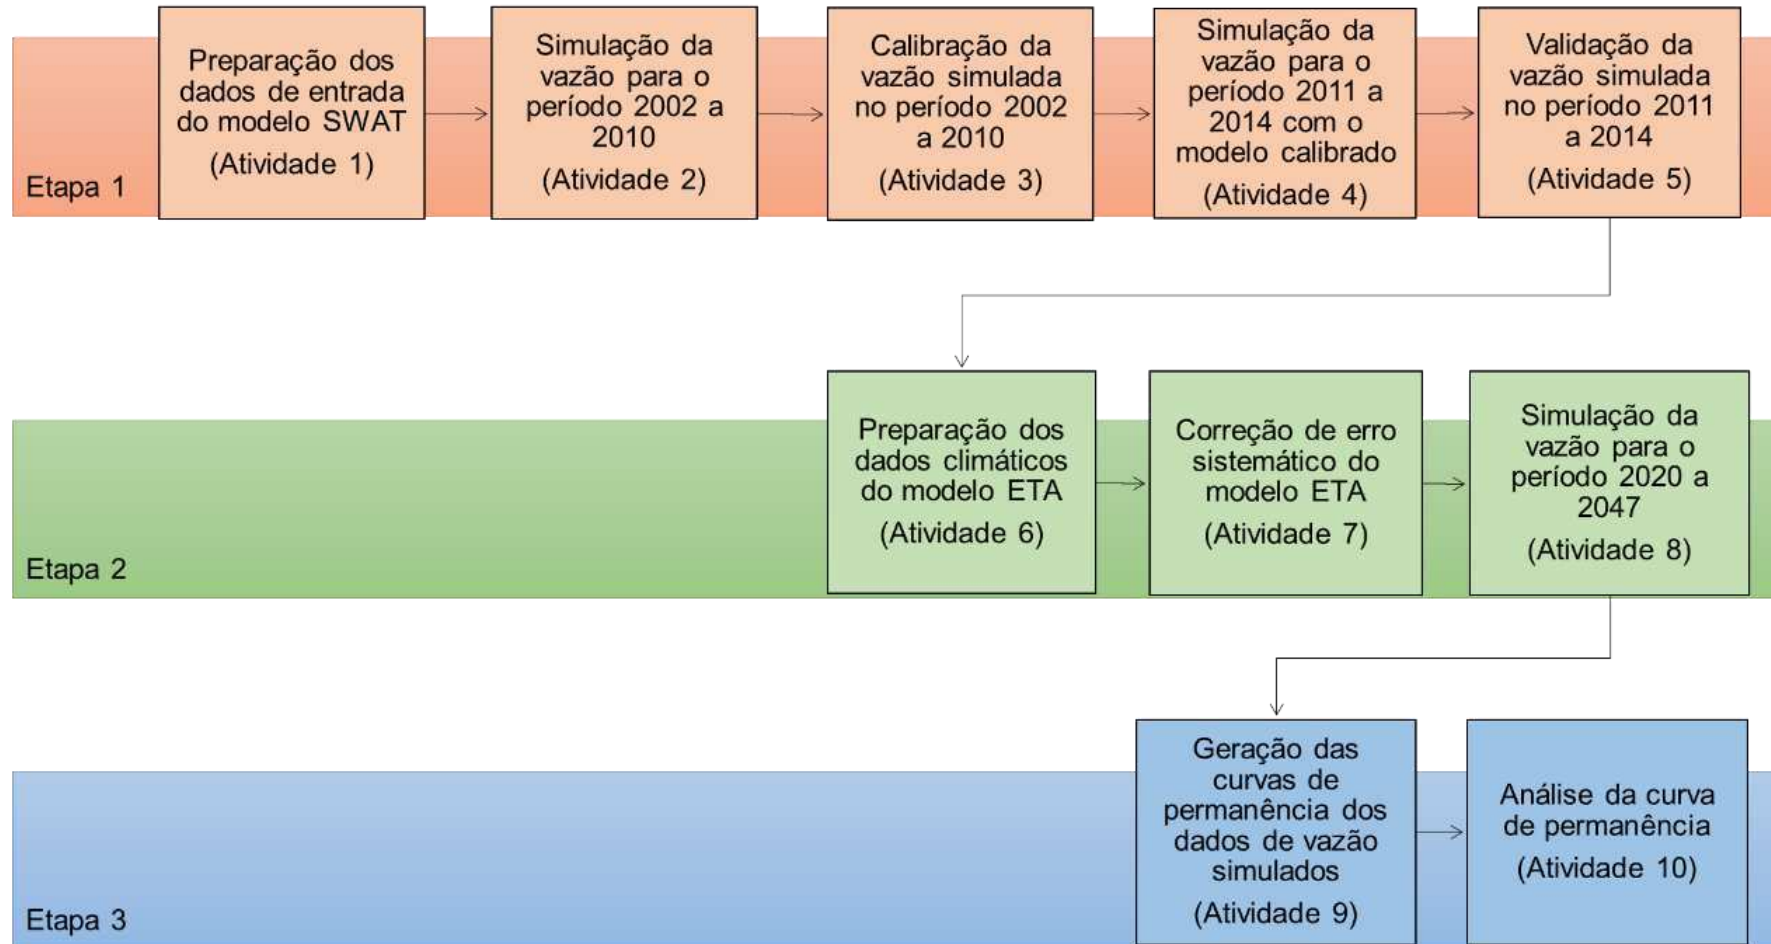 Etapa 1
Preparação dos
dados de entrada
do modelo SWAT
(Atividade 1)
Simulação da
vazão para o
período 2002 a
2010
(Atividade 2)
Calibração da
vazão simulada
no período 2002
a 2010
(Atividade 3)
Simulação da
vazão para o
período 2011 a
2014 com o
modelo calibrado
(Atividade 4)
Validação da
vazão simulada
no período 2011
a 2014
(Atividade 5)
Etapa 2
Preparação dos
dados climáticos
do modelo ETA
(Atividade 6)
Correção de erro
sistemático do
modelo ETA
(Atividade 7)
Simulação da
vazão para o
período 2020 a
2047
(Atividade 8)
Etapa 3
Geração das
curvas de
permanência dos
dados de vazão
simulados
(Atividade 9)
Análise da curva
de permanência
(Atividade 10)